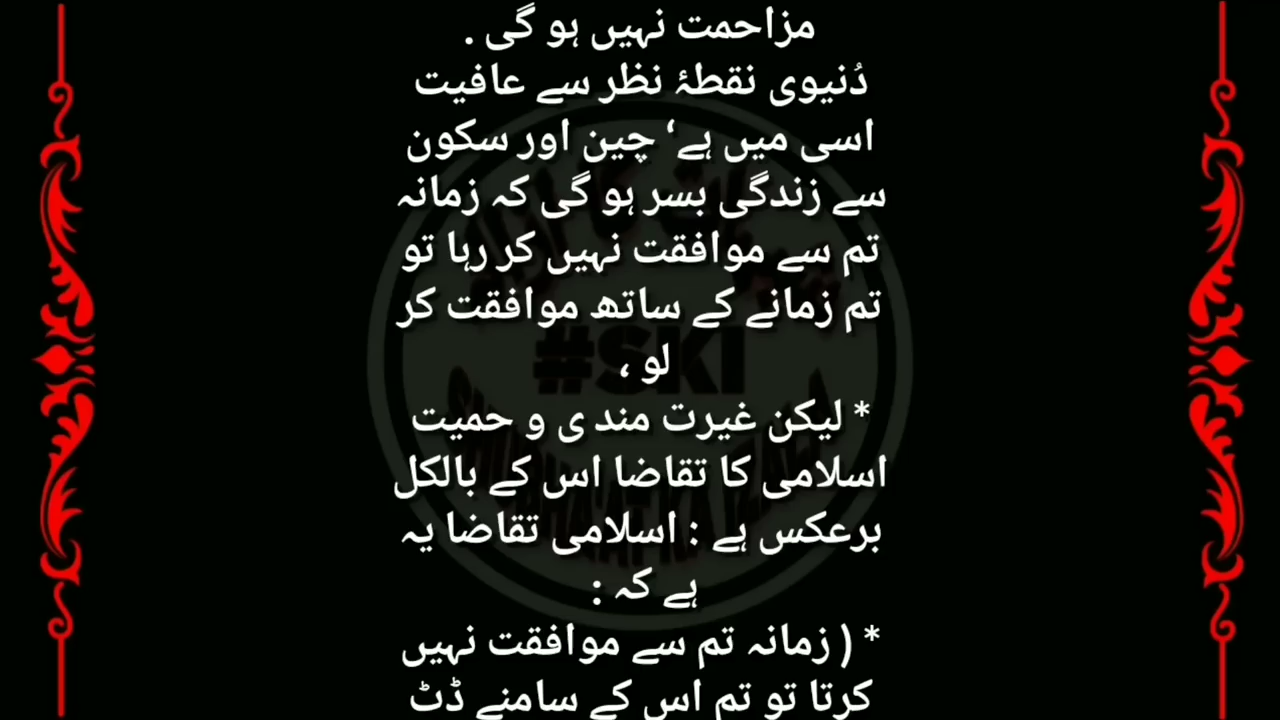 مزاحمت نہیں ہو گی .
دُنیوی نقطۂ نظر سے عافیت
اسی میں ہے‘ چین اور سکون
سے زندگی بسر ہو گی کہ زمانہ
تم سے موافقت نہیں کر رہا تو
تم زمانے کے ساتھ موافقت کر
لو ،
* لیکن غیرت مند ی و حمیت
اسلامی کا تقاضا اس کے بالکل
برعکس ہے : اسلامی تقاضا یہ
ہے کہ :
* ( زمانہ تم سے موافقت نہیں
کرتا تو تم اس کے سامنے ڈٹ
#SKI